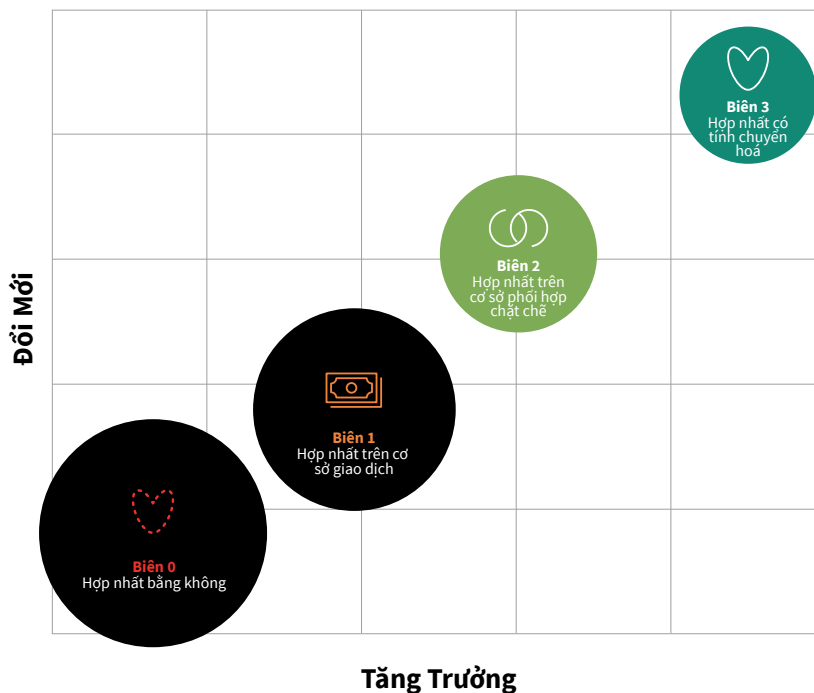 Biên 3
Hợp nhất có
tính chuyển
hoá
Biên 2
Hợp nhất trên
cơ sở phối hợp
chặt chẽ
Đổi Mới
Biên 1
Hợp nhất trên cơ
sở giao dịch
Biên 0
Hợp nhất bằng không
Tăng Trưởng